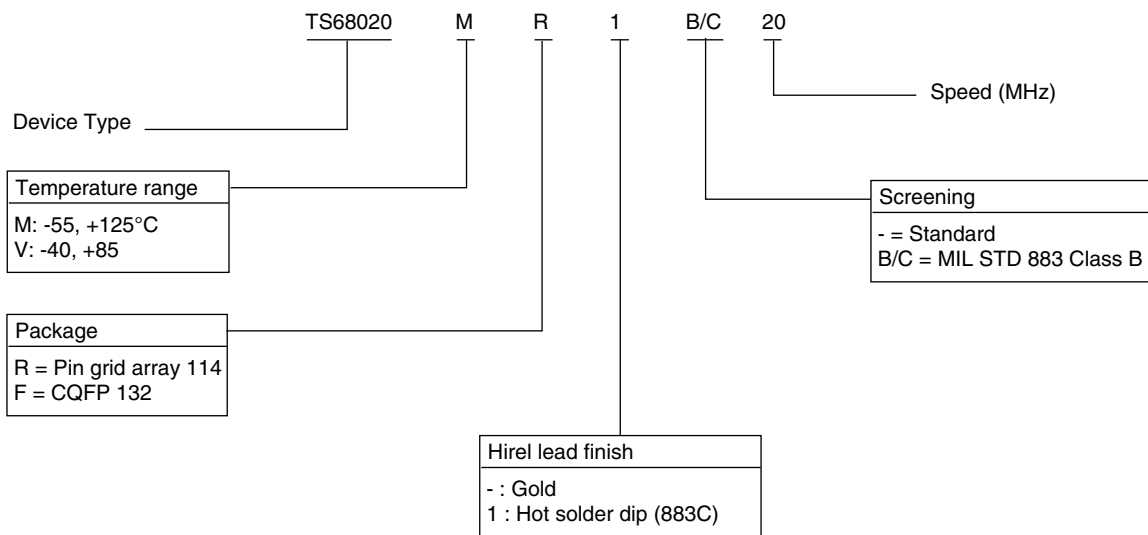 TS68020 M R 1 B/C 20
Speed (MHz)
Device Type
Temperature range
M: -55, +125°C
V: -40, +85
Screening
- = Standard
B/C = MIL STD 883 Class B
Package
R = Pin grid array 114
F = CQFP 132
Hirel lead finish
- : Gold
1 : Hot solder dip (883C)